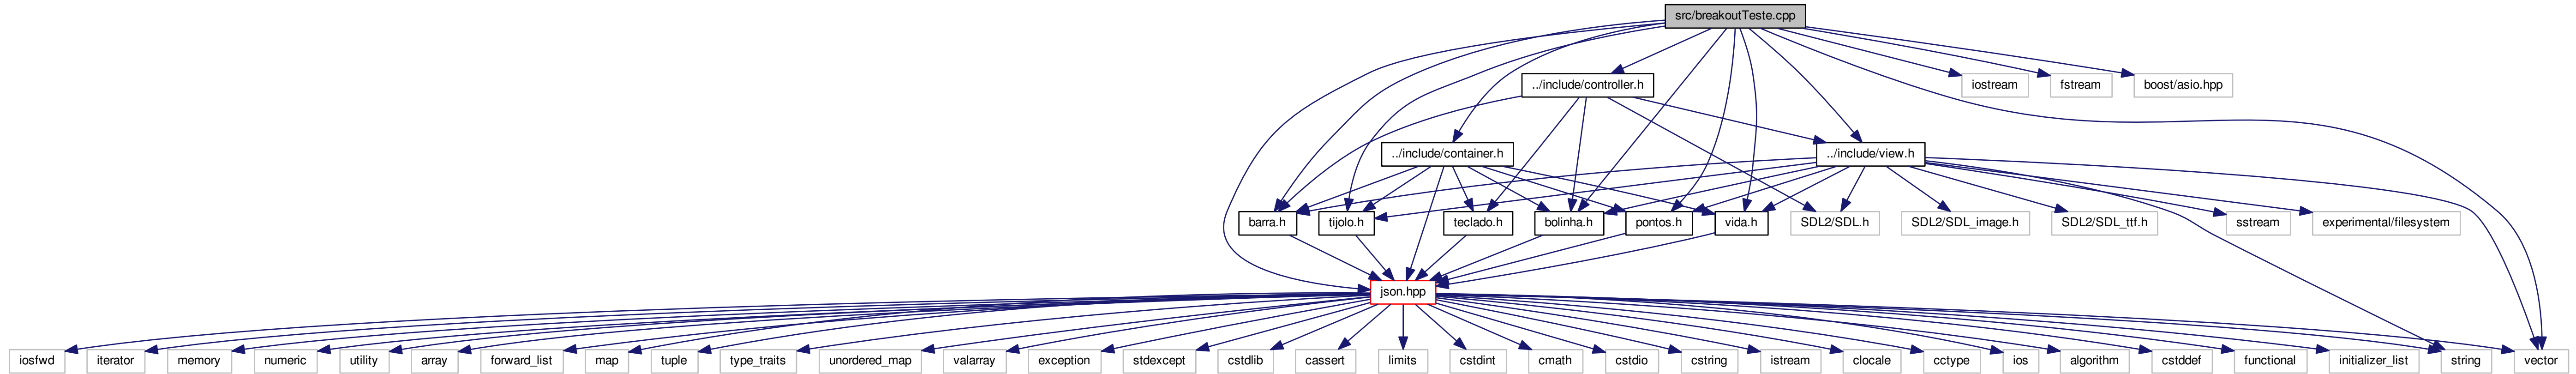 src/breakoutTeste.cpp
../include/controller.h
iostream
fstream
boost/asio.hpp
../include/container.h
../include/view.h
barra.h
tijolo.h
teclado.h
bolinha.h
pontos.h
vida.h
SDL2/SDL.h
SDL2/SDL_image.h
SDL2/SDL_ttf.h
sstream
experimental/filesystem
json.hpp
iosfwd
iterator
memory
numeric
utility
array
forward_list
map
tuple
type_traits
unordered_map
valarray
exception
stdexcept
cstdlib
cassert
limits
cstdint
cmath
cstdio
cstring
istream
clocale
cctype
ios
algorithm
cstddef
functional
initializer_list
string
vector